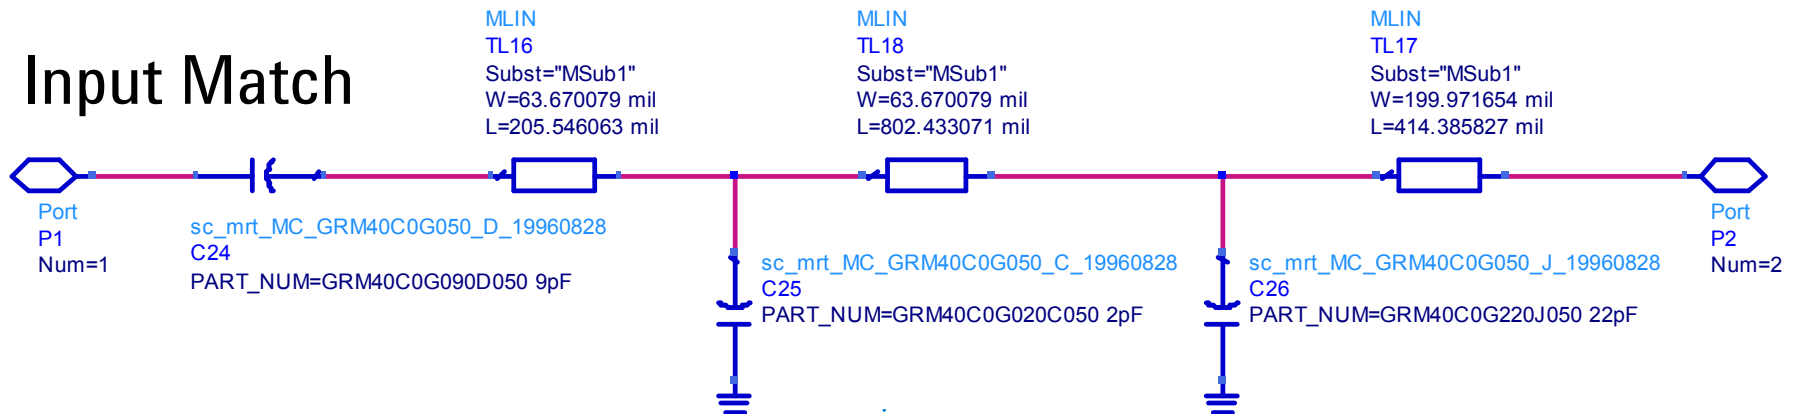 Input Match
MLIN
TL16
Subst="MSub1"
W=63.670079 mil
L=205.546063 mil
MLIN
TL18
Subst="MSub1"
W=63.670079 mil
L=802.433071 mil
MLIN
TL17
Subst="MSub1"
W=199.971654 mil
L=414.385827 mil
Port
P1
Num=1
sc_mrt_MC_GRM40C0G050_D_19960828
C24
PART_NUM=GRM40C0G090D050 9pF
sc_mrt_MC_GRM40C0G050_C_19960828
C25
PART_NUM=GRM40C0G020C050 2pF
sc_mrt_MC_GRM40C0G050_J_19960828
C26
PART_NUM=GRM40C0G220J050 22pF
Port
P2
Num=2